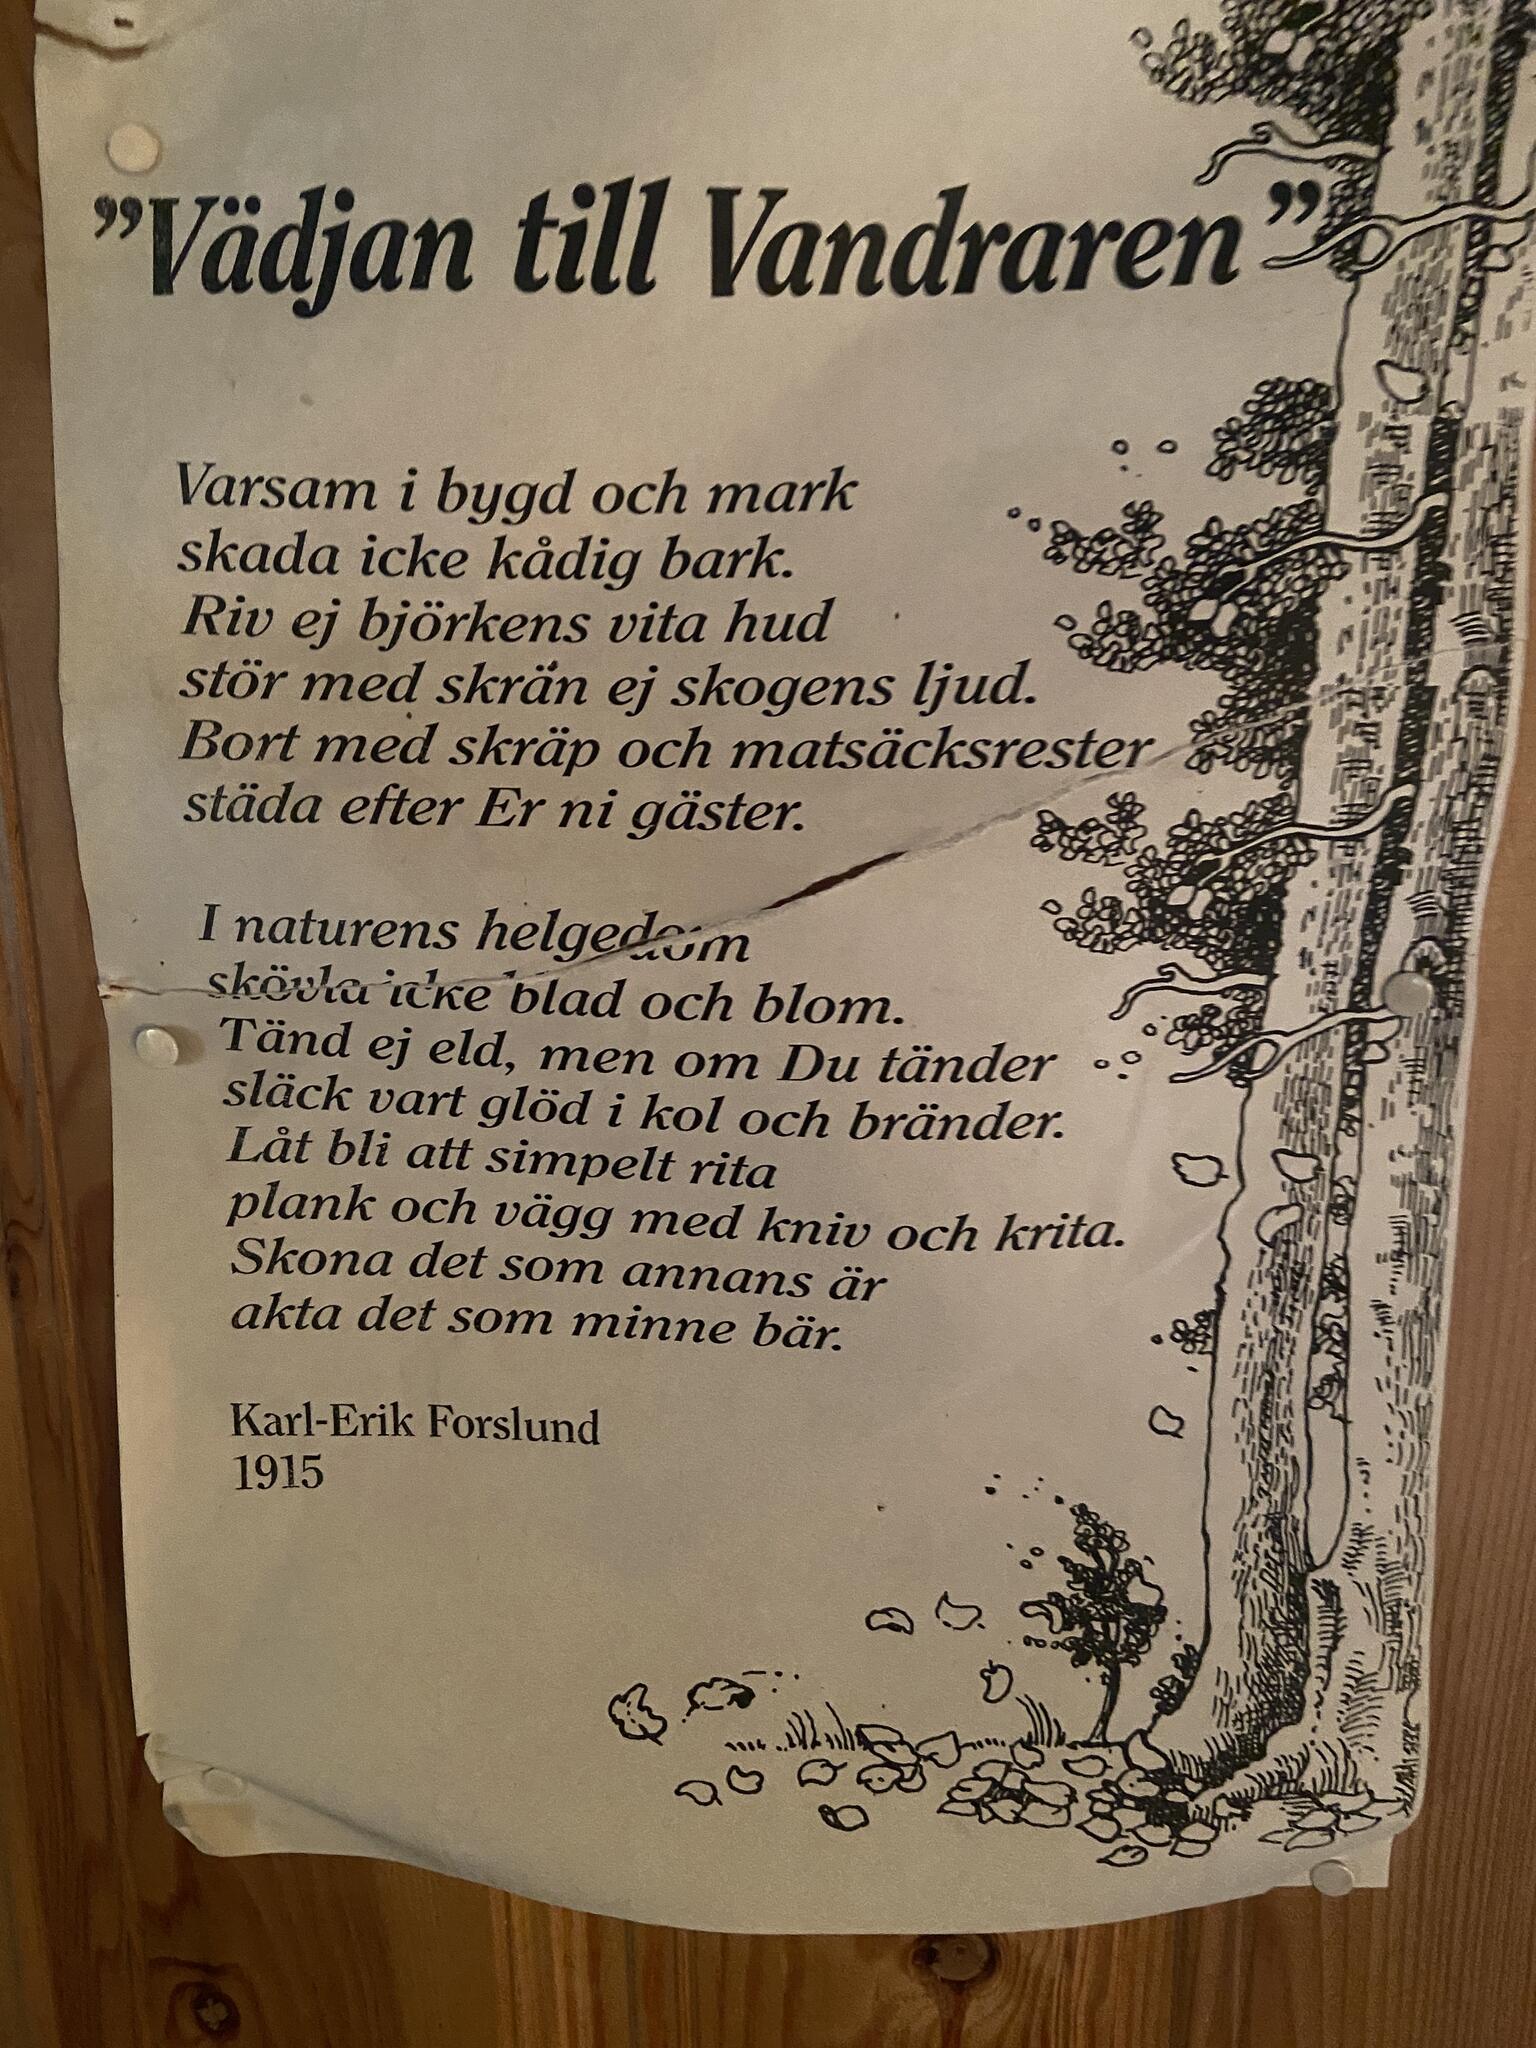 ”Vädjan till Vandraren”
Varsam i bygd och mark
skada icke kådig bark.
Riv ej björkens vita hud
stör med skrän ej skogens ljud.
Bort med skräp och matsäcksrester
städa efter Er ni gäster.
I naturens helgedom
skövla icke blad och blom.
Tänd ej eld, men om Du tänder
släck vart glöd i kol och bränder.
Låt bli att simpelt rita
plank och vägg med kniv och krita.
Skona det som annans är
akta det som minne bär.
Karl-Erik Forslund
1915